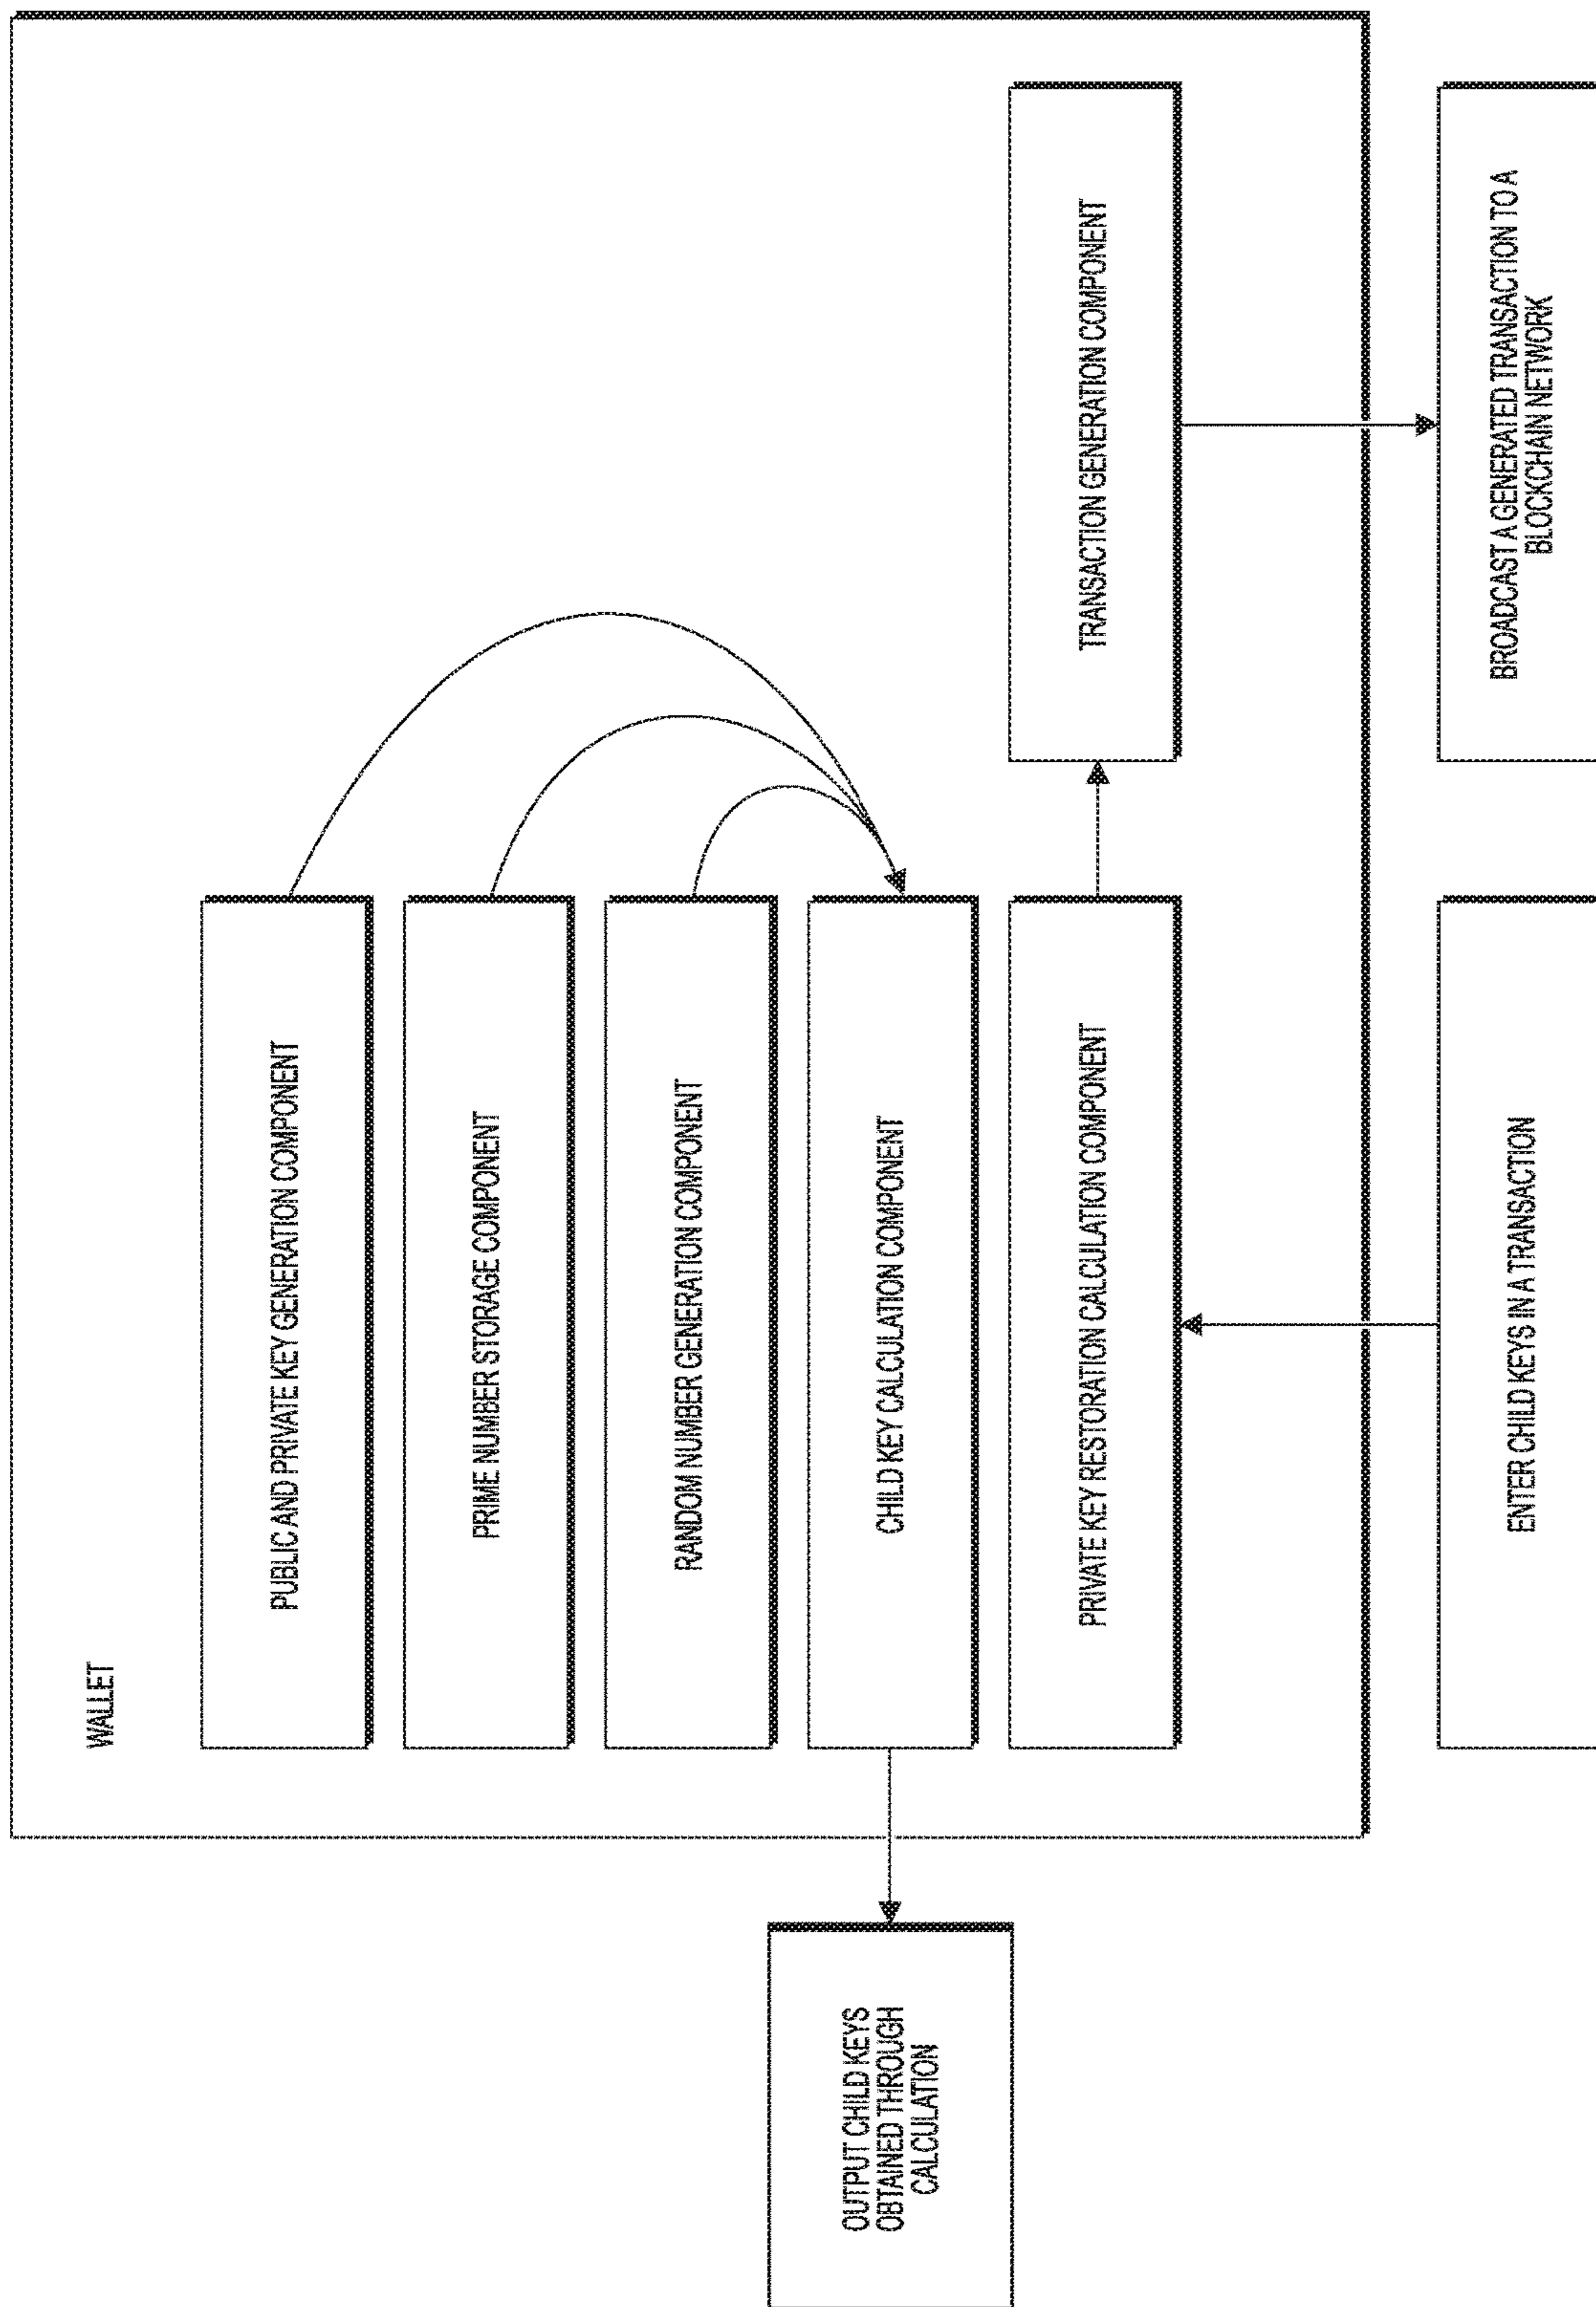 WALLET
PUBLIC AND PRIVATE KEY GENERATION COMPONENT
PRIME NUMBER STORAGE COMPONENT
RANDOM NUMBER GENERATION COMPONENT
CHILD KEY CALCULATION COMPONENT
PRIVATE KEY RESTORATION CALCULATION COMPONENT
TRANSACTION GENERATION COMPONENT
OUTPUT CHILD KEYS
OBTAINED THROUGH
CALCULATION
ENTER CHILD KEYS IN A TRANSACTION
BROADCAST A GENERATED TRANSACTION TO A
BLOCKCHAIN NETWORK